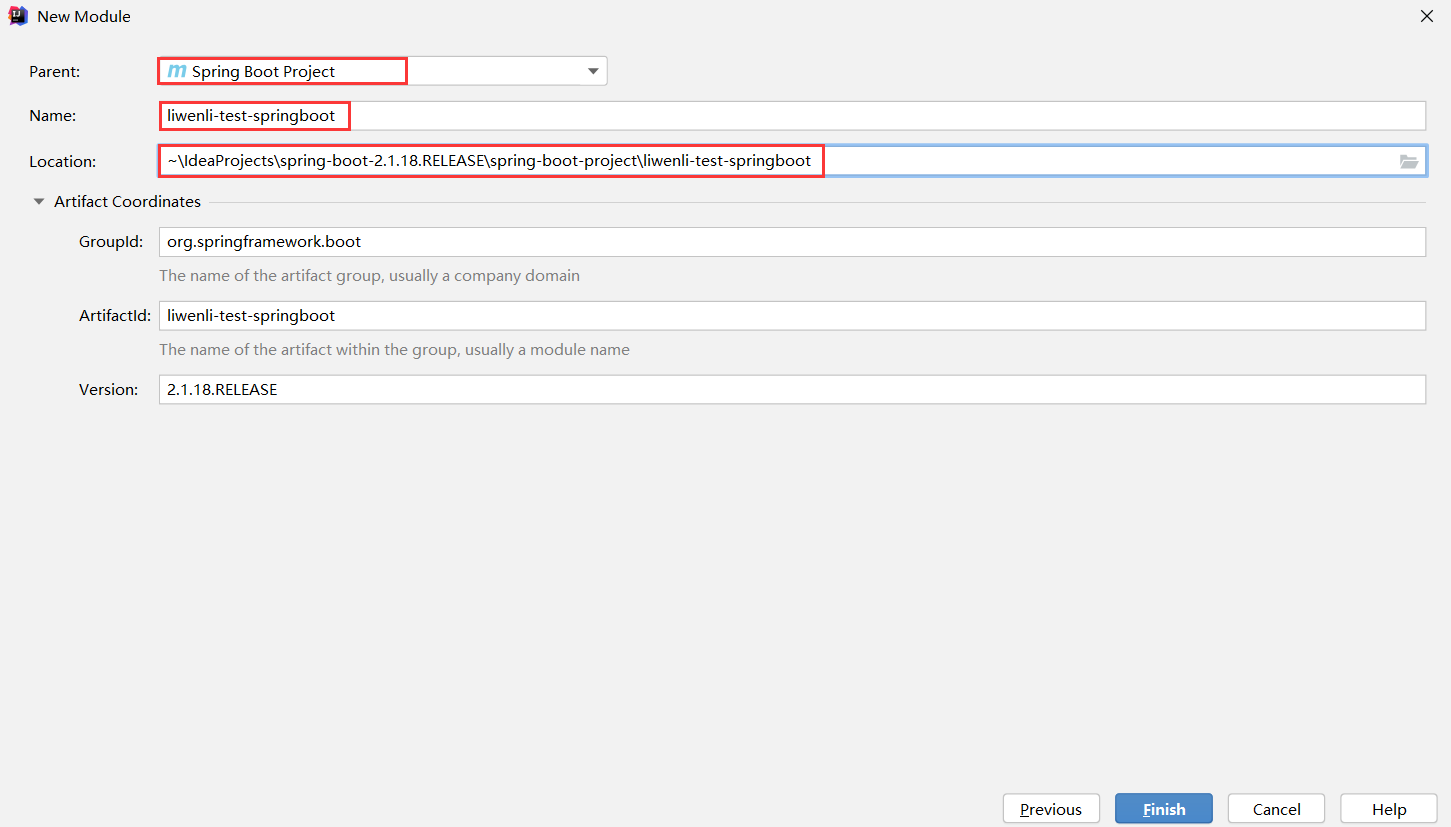 New Module
Parent: Spring Boot Project
Name: liwenli-test-springboot
Location: ~\IdeaProjects\spring-boot-2.1.18.RELEASE\spring-boot-project\liwenli-test-springboot
Artifact Coordinates
GroupId: org.springframework.boot
The name of the artifact group, usually a company domain
ArtifactId: liwenli-test-springboot
The name of the artifact within the group, usually a module name
Version: 2.1.18.RELEASE
Previous Finish Cancel Help